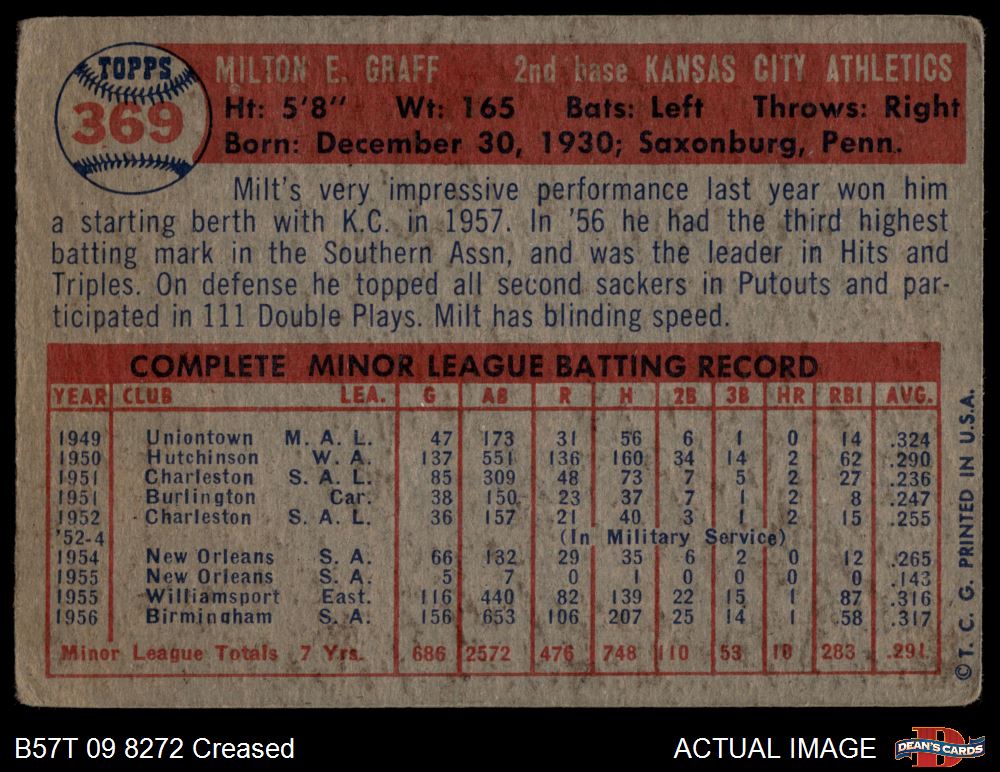 TOPPS
369
MILTON E. GRAFF 2nd base KANSAS CITY ATHLETICS
Ht: 5'8" Wt: 165 Bats: Left Throws: Right
Born: December 30, 1930; Saxonburg, Penn.
Milt's very impressive performance last year won him
a starting berth with K.C. in 1957. In '56 he had the third highest
batting mark in the Southern Assn, and was the leader in Hits and
Triples. On defense he topped all second sackers in Putouts and par-
ticipated in 111 Double Plays. Milt has blinding speed.
COMPLETE MINOR LEAGUE BATTING RECORD
YEAR CLUB LEA. G AB R H 2B 3B HR RBI AVG.
1949 Uniontown M. A. L. 47 173 31 56 6 1 0 14 .324
1950 Hutchinson W. A. 137 551 136 160 34 14 2 62 .290
1951 Charleston S. A. L. 85 309 48 73 7 5 2 27 .236
1951 Burlington Car. 38 150 23 37 7 1 2 8 .247
1952 Charleston S. A. L. 36 157 21 40 3 1 2 15 .255
'52-4 (In Military Service)
1954 New Orleans S. A. 66 132 29 35 6 2 0 12 .265
1955 New Orleans S. A. 5 7 0 1 0 0 0 0 .143
1955 Williamsport East. 116 440 82 139 22 15 1 87 .316
1956 Birmingham S. A. 156 653 106 207 25 14 1 58 .317
Minor League Totals 7 Yrs. 686 2572 476 748 110 53 10 283 .291
© T. C. G. PRINTED IN U.S.A.
B57T 09 8272 Creased
ACTUAL IMAGE
DEAN'S CARDS